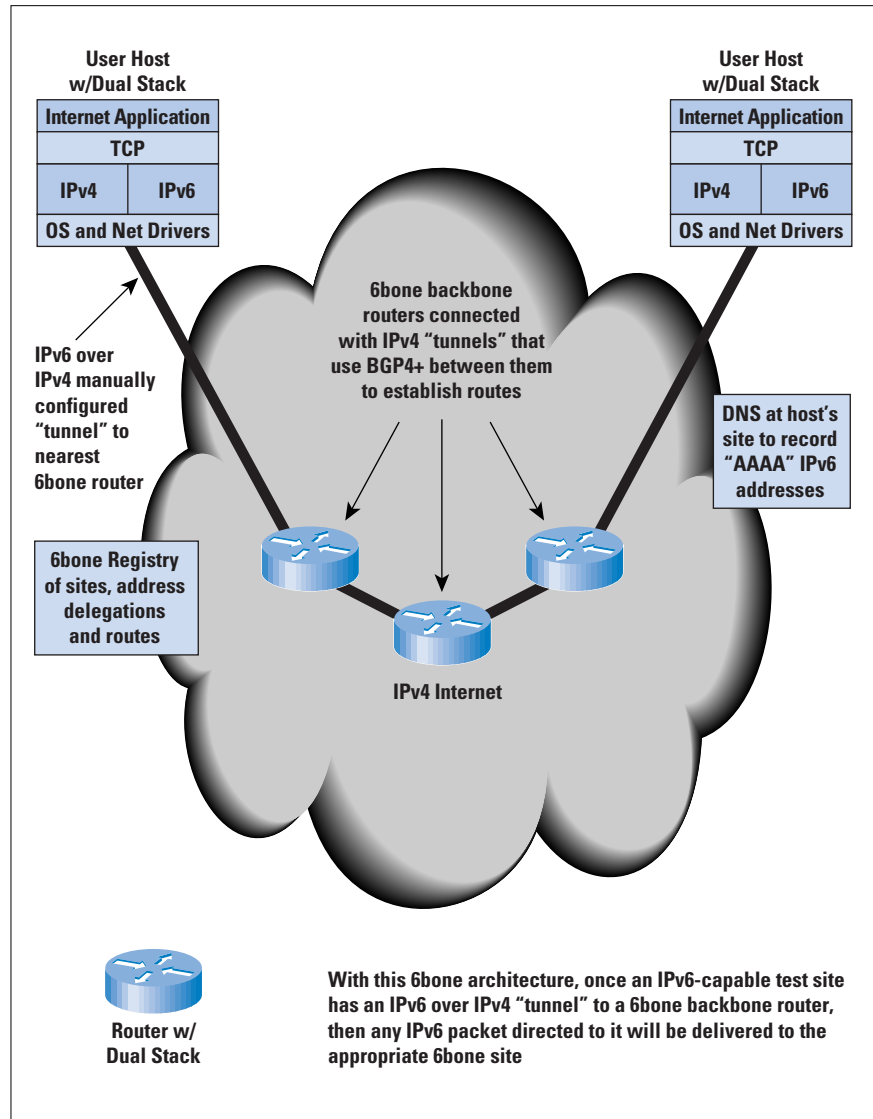 User Host
w/Dual Stack
Internet Application
TCP
IPv4 IPv6
OS and Net Drivers
User Host
w/Dual Stack
Internet Application
TCP
IPv4 IPv6
OS and Net Drivers
6bone backbone
routers connected
with IPv4 “tunnels” that
use BGP4+ between them
to establish routes
IPv6 over
IPv4 manually
configured
“tunnel” to
nearest
6bone router
DNS at host’s
site to record
“AAAA” IPv6
addresses
6bone Registry
of sites, address
delegations
and routes
IPv4 Internet
Router w/
Dual Stack
With this 6bone architecture, once an IPv6-capable test site
has an IPv6 over IPv4 “tunnel” to a 6bone backbone router,
then any IPv6 packet directed to it will be delivered to the
appropriate 6bone site